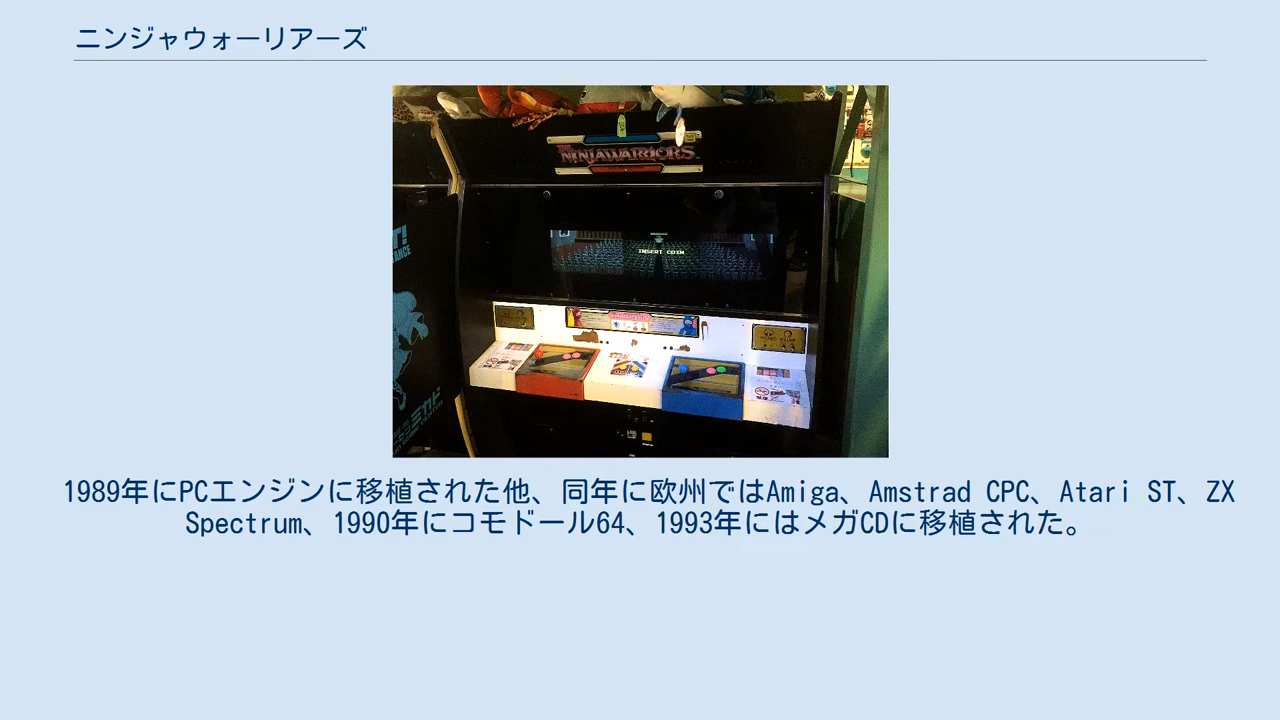 ニンジャウォーリアーズ
THE NINJAWARRIORS
INSERT COIN
1989年にPCエンジンに移植された他、同年に欧州ではAmiga、Amstrad CPC、Atari ST、ZX
Spectrum、1990年にコモドール64、1993年にはメガCDに移植された。